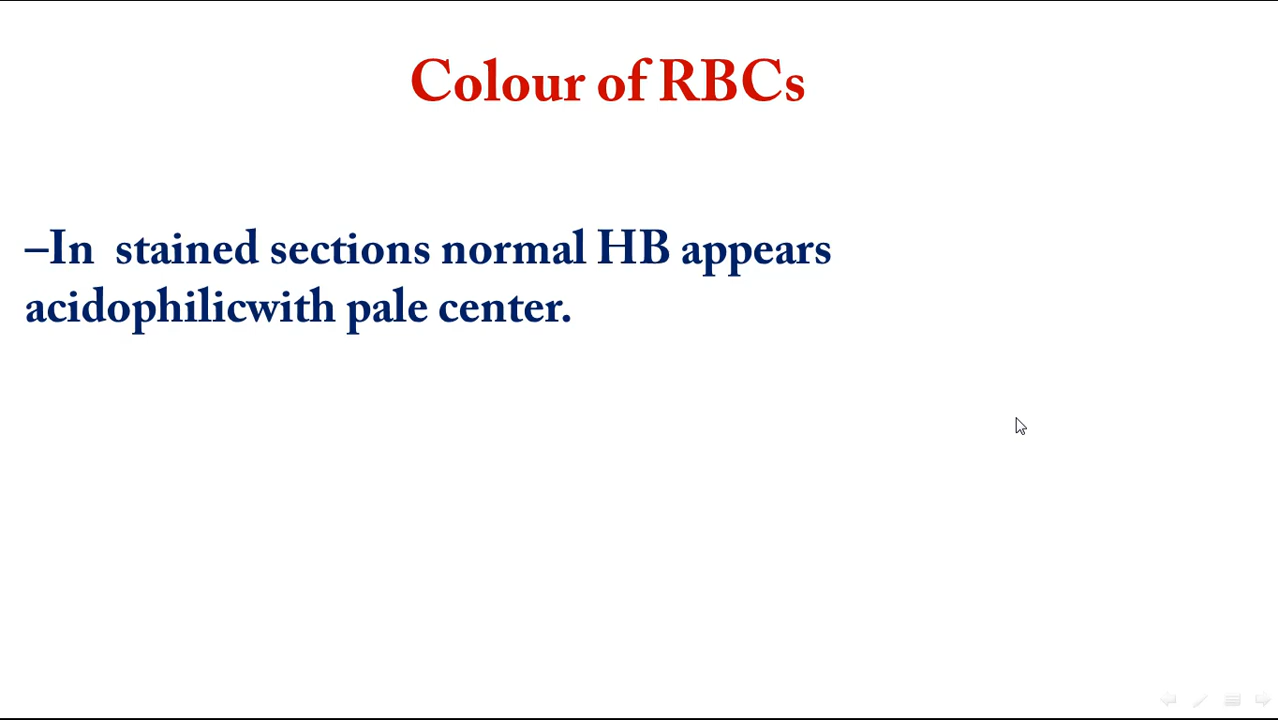 Colour of RBCs
–In  stained sections normal HB appears
acidophilicwith pale center.